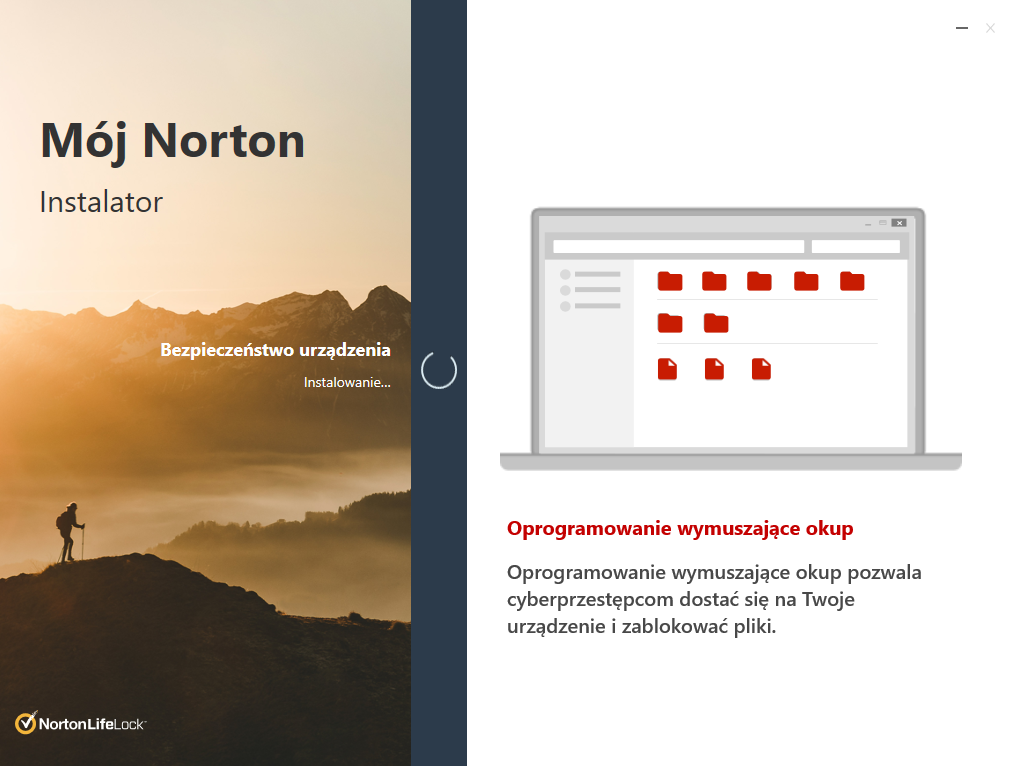 Mój Norton
Instalator
Bezpieczeństwo urządzenia
Instalowanie...
NortonLifeLock
Oprogramowanie wymuszające okup
Oprogramowanie wymuszające okup pozwala
cyberprzestępcom dostać się na Twoje
urządzenie i zablokować pliki.